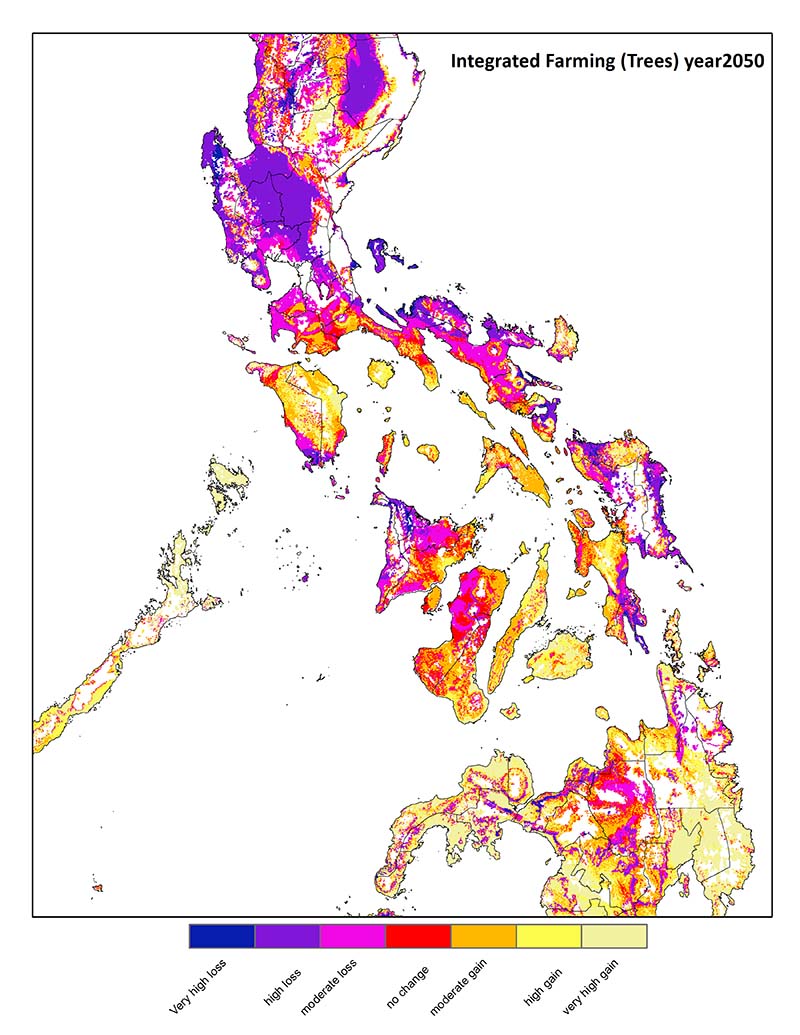 Integrated Farming (Trees) year2050
Very high loss
high loss
moderate loss
no change
moderate gain
high gain
very high gain